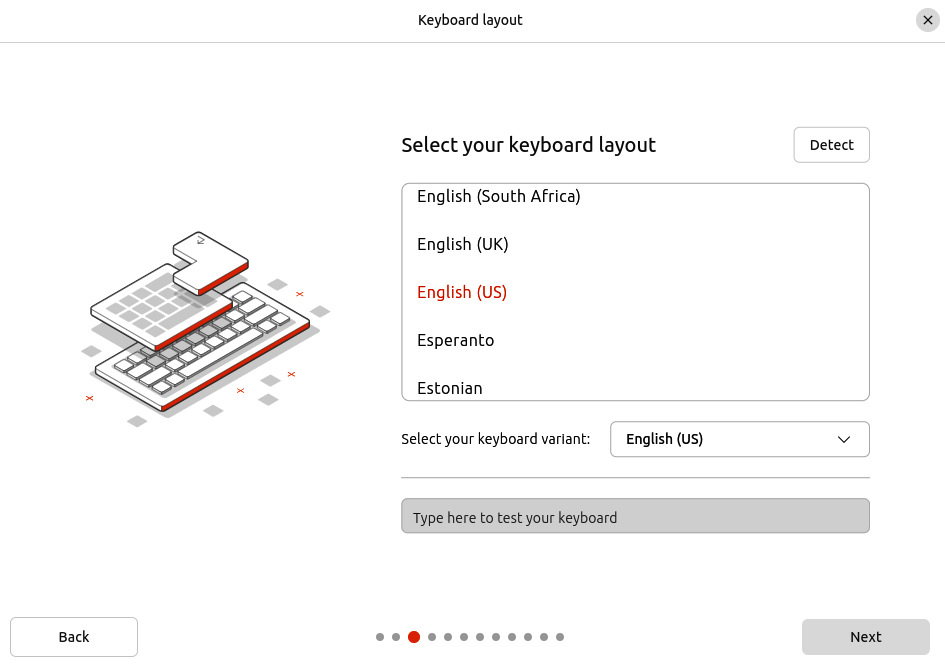 Keyboard layout
Select your keyboard layout
Detect
English (South Africa)
English (UK)
English (US)
Esperanto
Estonian
Select your keyboard variant:
English (US)
Type here to test your keyboard
Back
Next